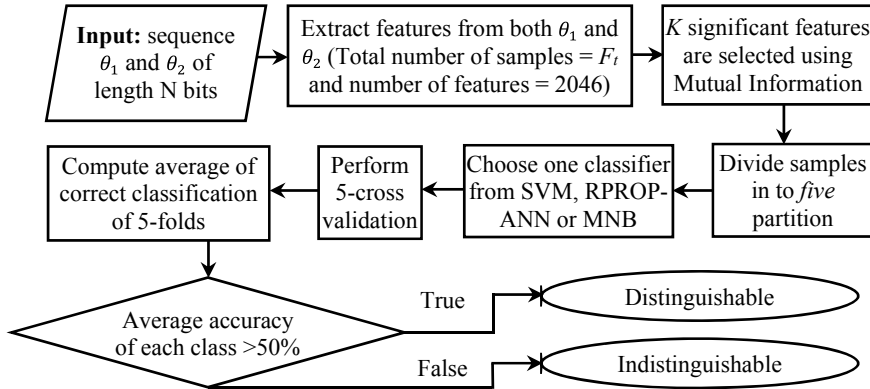 Input: sequence
θ₁ and θ₂ of
length N bits
Extract features from both θ₁ and
θ₂ (Total number of samples = Fₜ
and number of features = 2046)
K significant features
are selected using
Mutual Information
Divide samples
in to five
partition
Choose one classifier
from SVM, RPROP-
ANN or MNB
Perform
5-cross
validation
Compute average of
correct classification
of 5-folds
Average accuracy
of each class >50%
True
Distinguishable
False
Indistinguishable